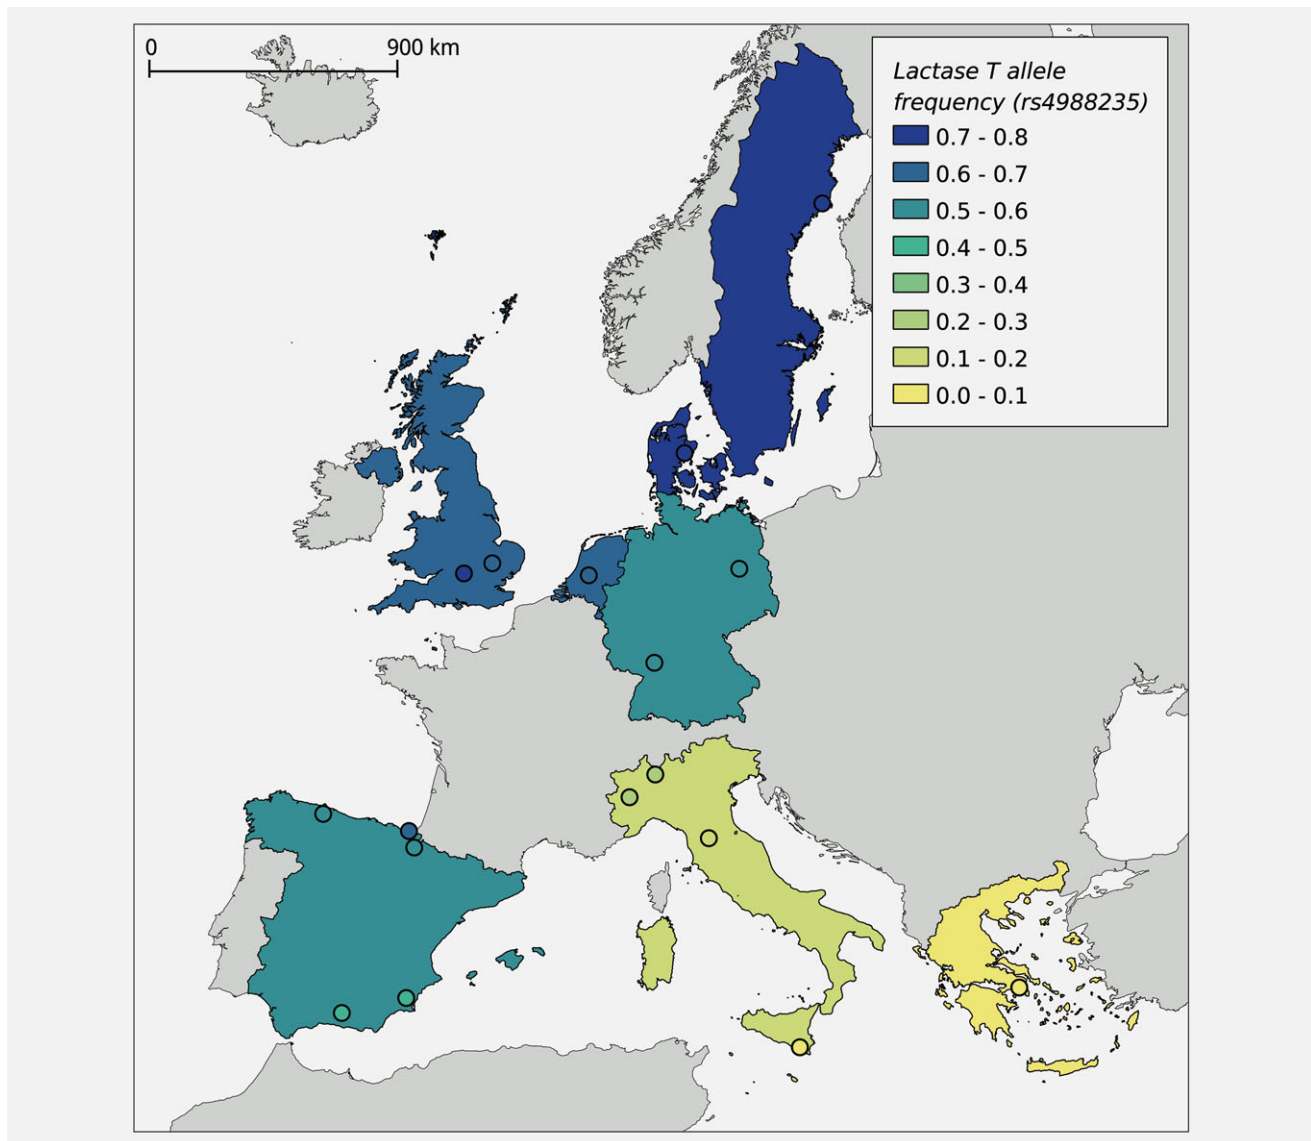 0 900 km
Lactase T allele
frequency (rs4988235)
0.7 - 0.8
0.6 - 0.7
0.5 - 0.6
0.4 - 0.5
0.3 - 0.4
0.2 - 0.3
0.1 - 0.2
0.0 - 0.1